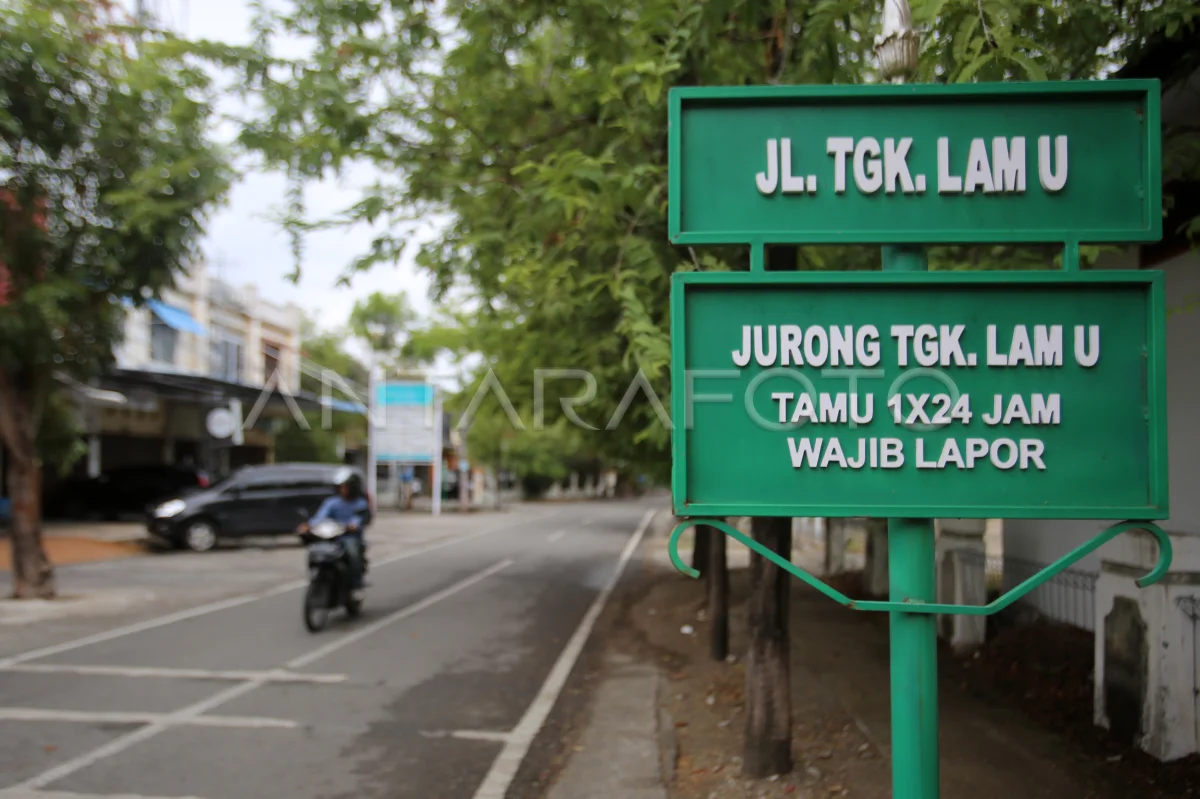 JL. TGK. LAM U
JURONG TGK. LAM U
TAMU 1X24 JAM
WAJIB LAPOR
ANTARAFOTO